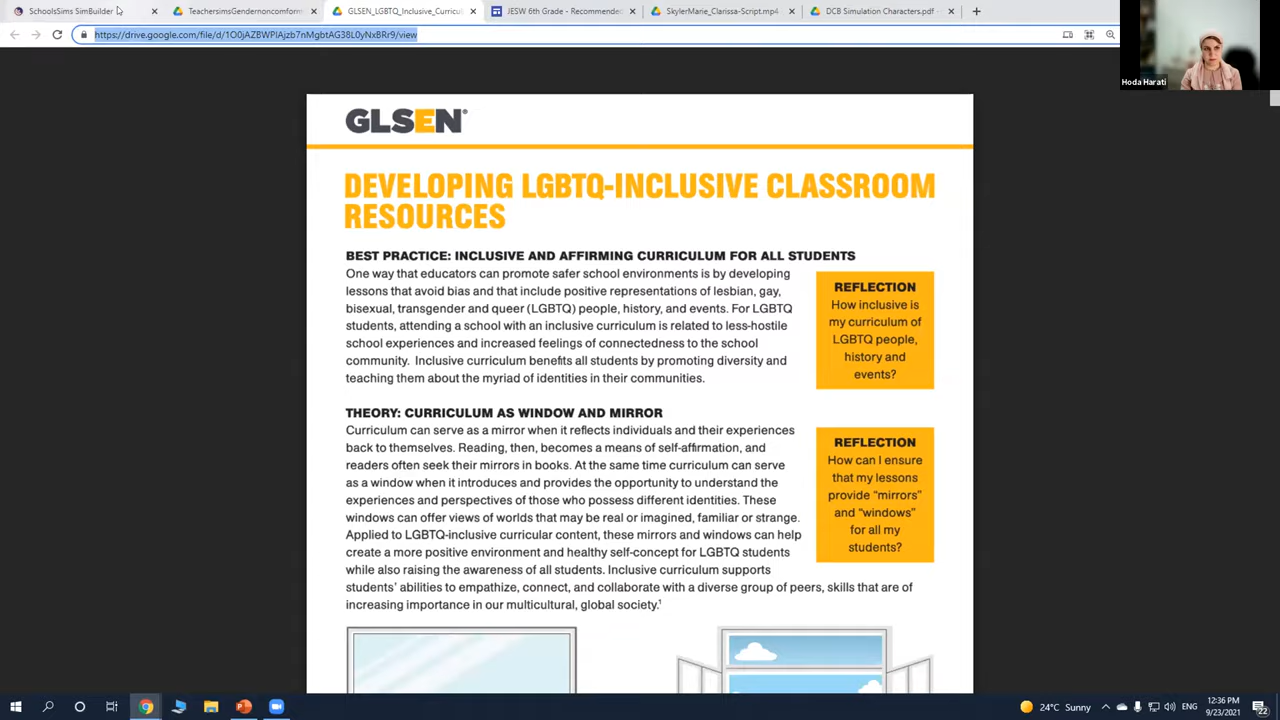 SchoolSims SimBuilder
TeachersimsGendernonconform
GLSEN_LGBTQ_Inclusive_Curricul
JESW 6th Grade - Recommended
SkylerMarie_Clarissa-Script.mp4
DCB Simulation Characters.pdf -
Hoda Harati
GLSEN®
DEVELOPING LGBTQ-INCLUSIVE CLASSROOM
RESOURCES
BEST PRACTICE: INCLUSIVE AND AFFIRMING CURRICULUM FOR ALL STUDENTS
One way that educators can promote safer school environments is by developing
lessons that avoid bias and that include positive representations of lesbian, gay,
bisexual, transgender and queer (LGBTQ) people, history, and events. For LGBTQ
students, attending a school with an inclusive curriculum is related to less-hostile
school experiences and increased feelings of connectedness to the school
community. Inclusive curriculum benefits all students by promoting diversity and
teaching them about the myriad of identities in their communities.
REFLECTION
How inclusive is
my curriculum of
LGBTQ people,
history and
events?
THEORY: CURRICULUM AS WINDOW AND MIRROR
Curriculum can serve as a mirror when it reflects individuals and their experiences
back to themselves. Reading, then, becomes a means of self-affirmation, and
readers often seek their mirrors in books. At the same time curriculum can serve
as a window when it introduces and provides the opportunity to understand the
experiences and perspectives of those who possess different identities. These
windows can offer views of worlds that may be real or imagined, familiar or strange.
Applied to LGBTQ-inclusive curricular content, these mirrors and windows can help
create a more positive environment and healthy self-concept for LGBTQ students
while also raising the awareness of all students. Inclusive curriculum supports
students' abilities to empathize, connect, and collaborate with a diverse group of peers, skills that are of
increasing importance in our multicultural, global society.1
REFLECTION
How can I ensure
that my lessons
provide "mirrors"
and "windows"
for all my
students?
24°C Sunny
ENG
12:36 PM
9/23/2021
22